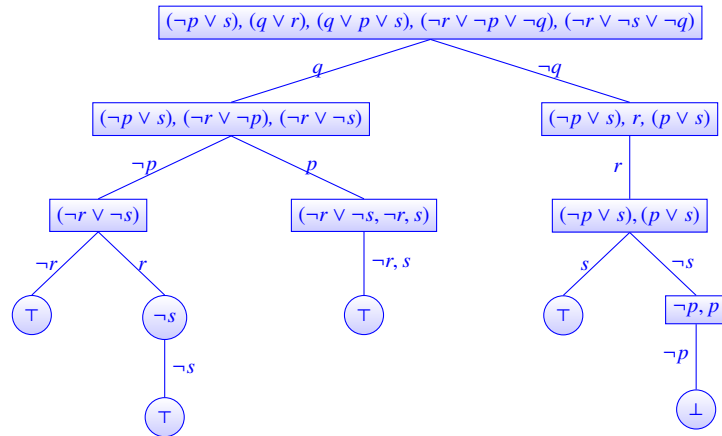 (¬p ∨ s), (q ∨ r), (q ∨ p ∨ s), (¬r ∨ ¬p ∨ ¬q), (¬r ∨ ¬s ∨ ¬q)
q ¬q
(¬p ∨ s), (¬r ∨ ¬p), (¬r ∨ ¬s) (¬p ∨ s), r, (p ∨ s)
¬p p r
(¬r ∨ ¬s) (¬r ∨ ¬s, ¬r, s) (¬p ∨ s), (p ∨ s)
¬r r ¬r, s s ¬s
⊤ ¬s ⊤ ⊤ ¬p, p
¬s ¬p
⊤ ⊥